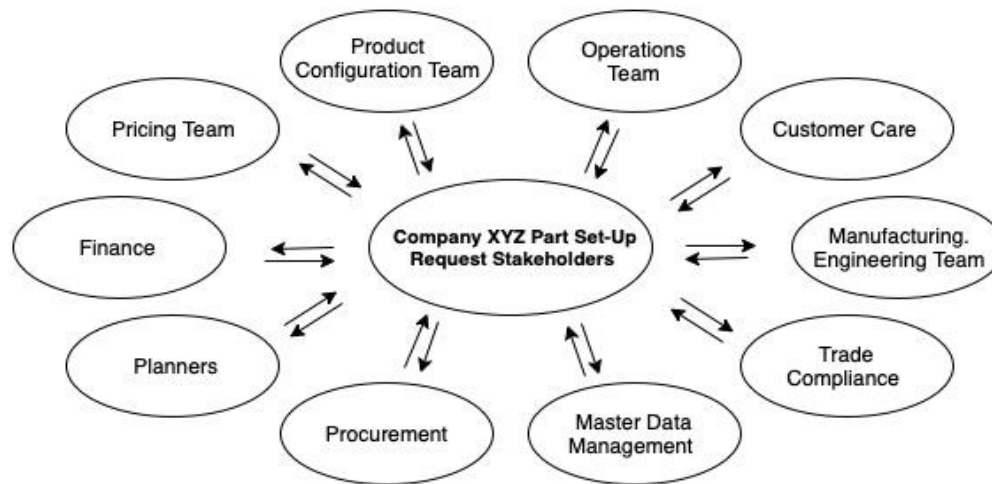 Product
Configuration Team
Operations
Team
Pricing Team
Customer Care
Finance
Company XYZ Part Set-Up
Request Stakeholders
Manufacturing.
Engineering Team
Planners
Trade
Compliance
Procurement
Master Data
Management